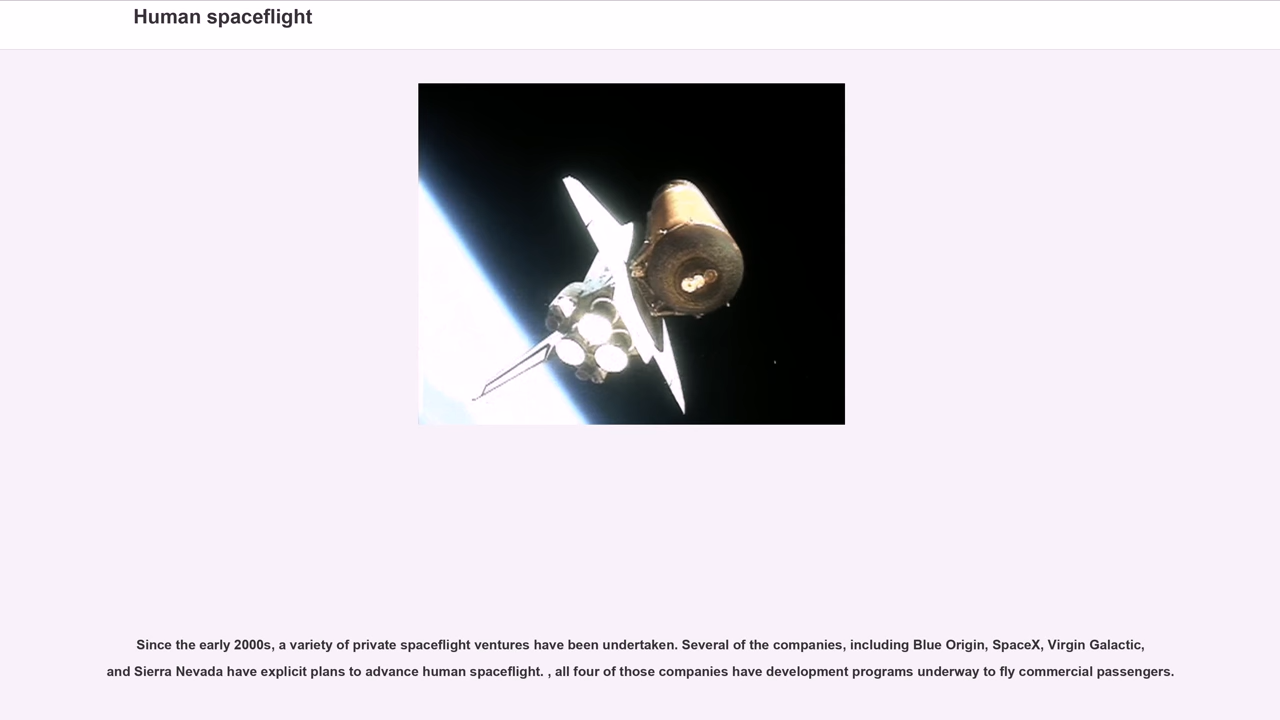 Human spaceflight
Since the early 2000s, a variety of private spaceflight ventures have been undertaken. Several of the companies, including Blue Origin, SpaceX, Virgin Galactic,
and Sierra Nevada have explicit plans to advance human spaceflight. , all four of those companies have development programs underway to fly commercial passengers.